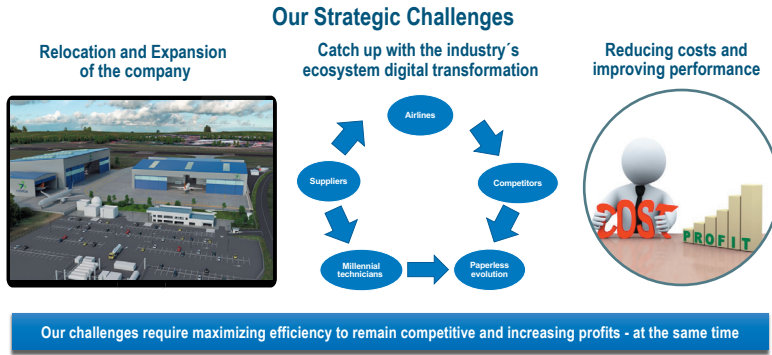 Our Strategic Challenges
Relocation and Expansion
of the company
Catch up with the industry´s
ecosystem digital transformation
Reducing costs and
improving performance
Airlines
Suppliers
Competitors
Millennial
technicians
Paperless
evolution
COST
PROFIT
Our challenges require maximizing efficiency to remain competitive and increasing profits - at the same time